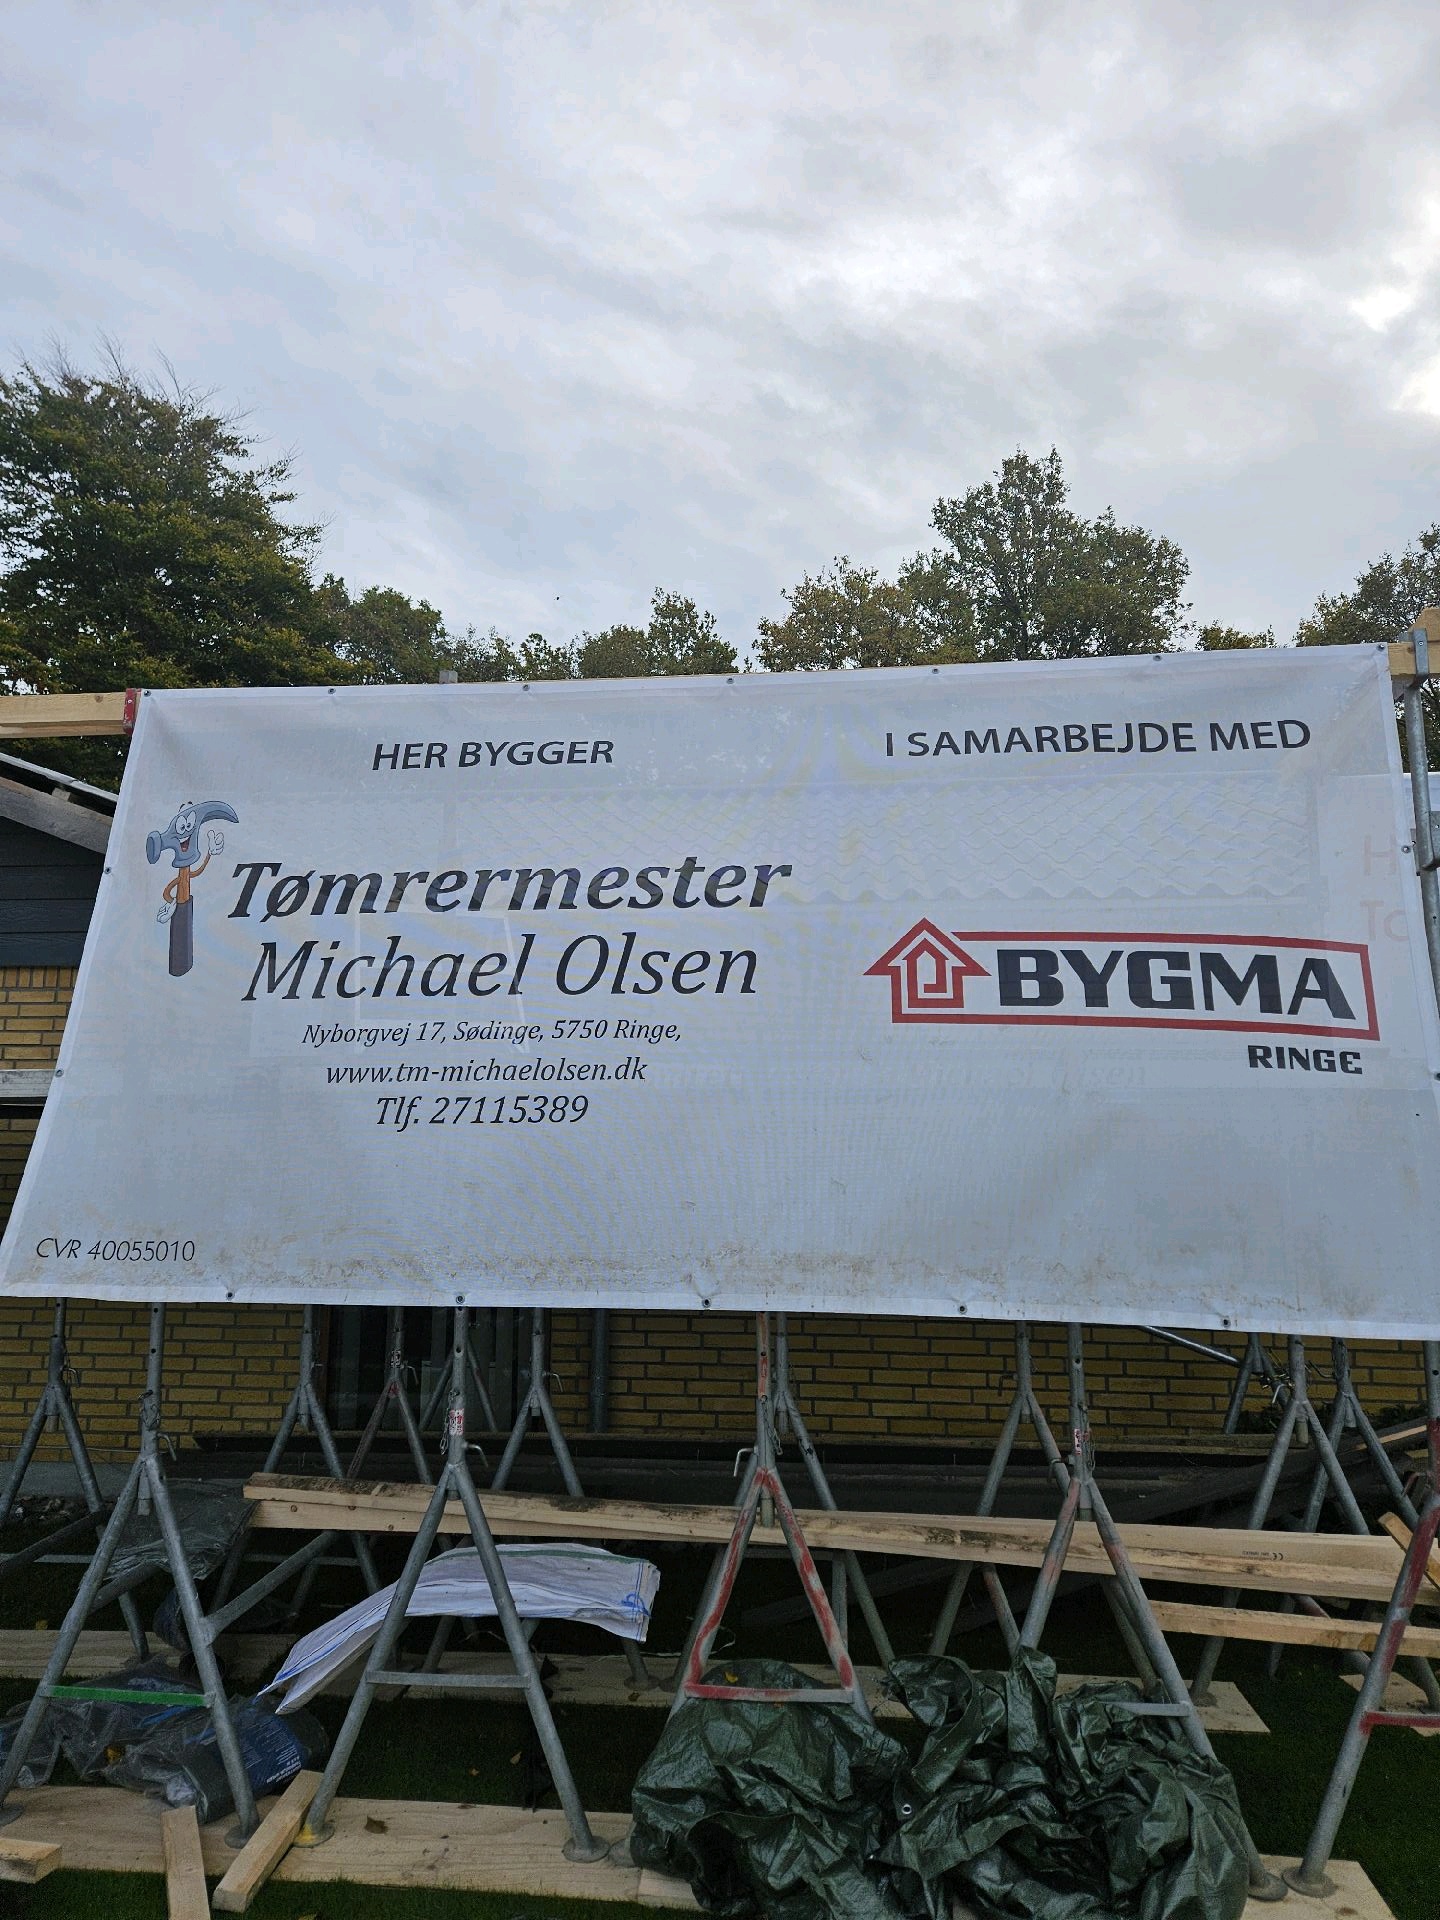 HER BYGGER
Tømrermester
Michael Olsen
Nyborgvej 17, Sødinge, 5750 Ringe,
www.tm-michaelolsen.dk
Tlf. 27115389
CVR 40055010
I SAMARBEJDE MED
BYGMA
RINGE